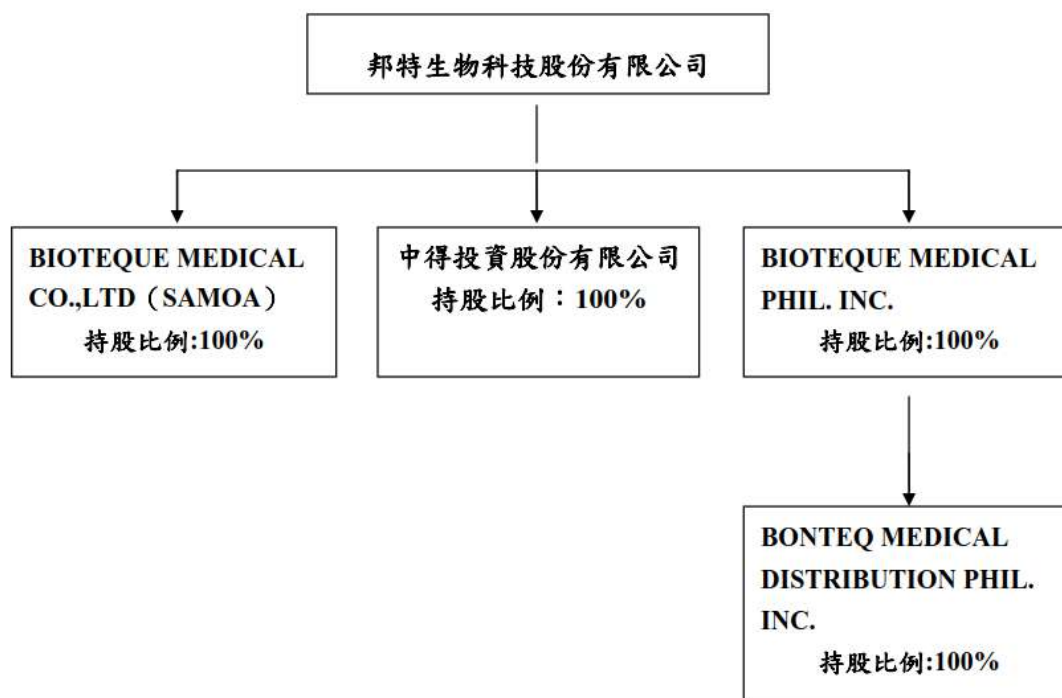 邦特生物科技股份有限公司
BIOTEQUE MEDICAL
CO.,LTD（SAMOA）
持股比例:100%
中得投資股份有限公司
持股比例：100%
BIOTEQUE MEDICAL
PHIL. INC.
持股比例:100%
BONTEQ MEDICAL
DISTRIBUTION PHIL.
INC.
持股比例:100%